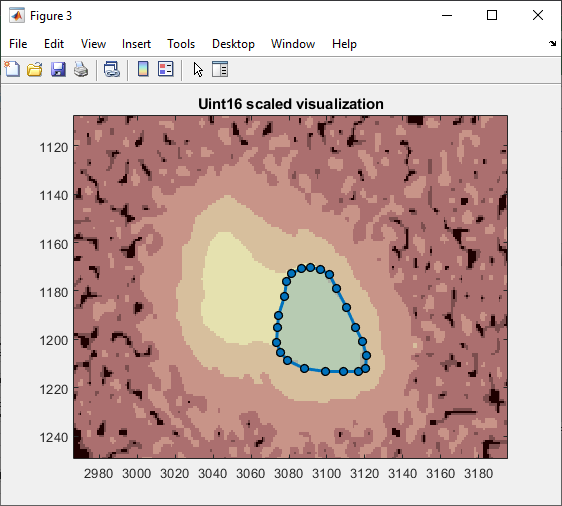 Figure 3
File Edit View Insert Tools Desktop Window Help
Uint16 scaled visualization
1120
1140
1160
1180
1200
1220
1240
2980 3000 3020 3040 3060 3080 3100 3120 3140 3160 3180